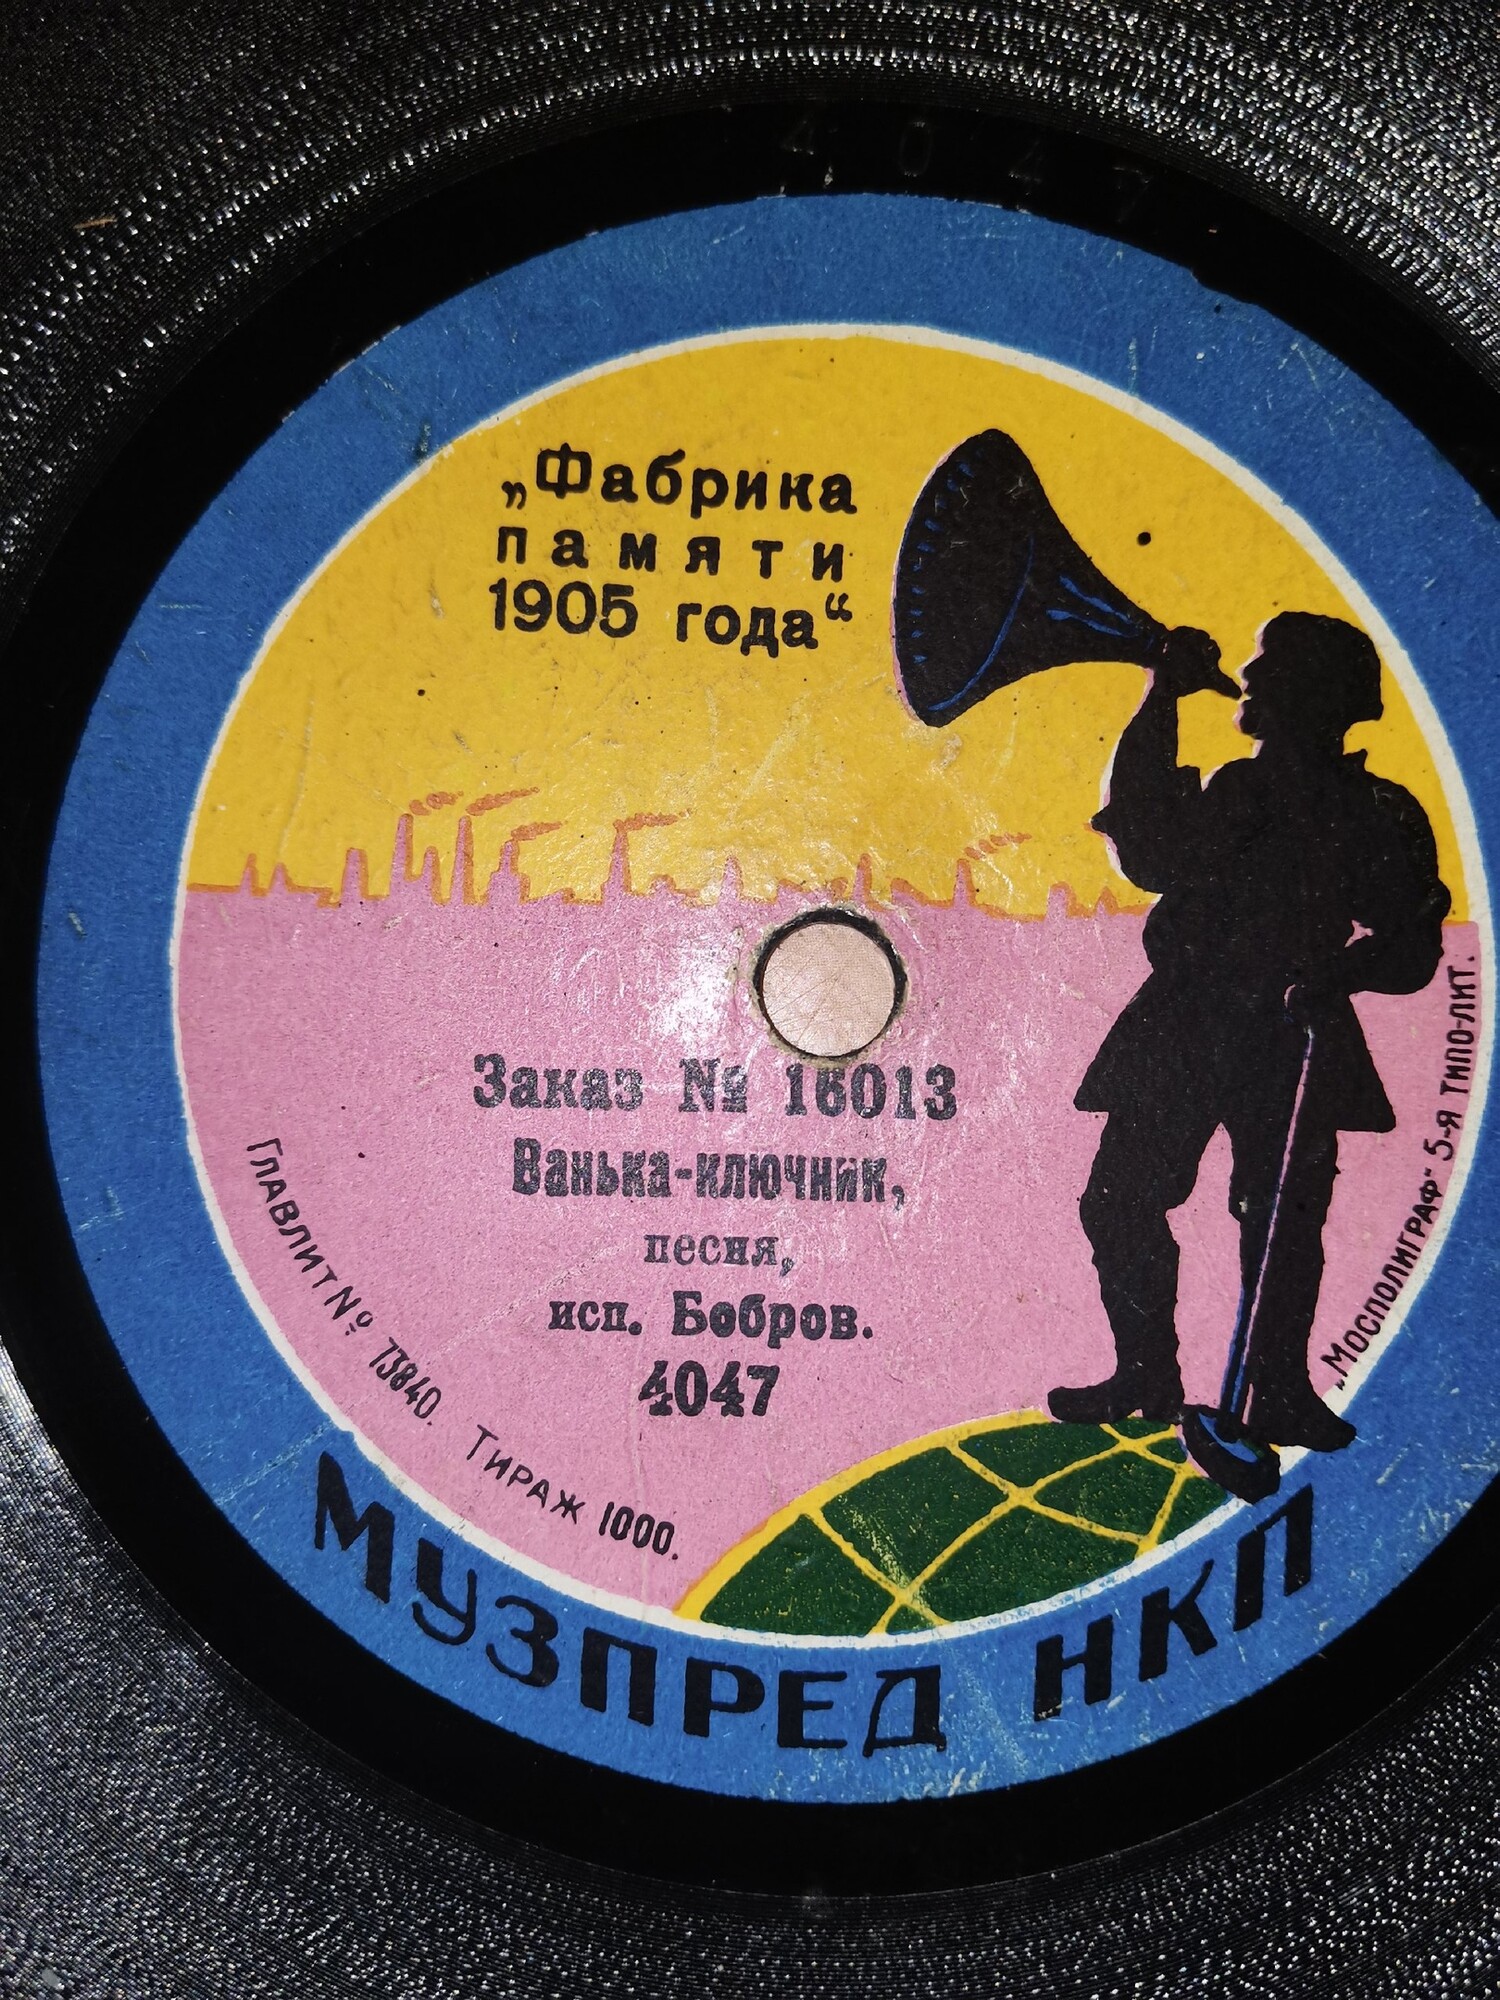 4047
„Фабрика
памяти
1905 года“
Заказ № 16013
Ванька-ключник,
песня,
исп. Бобров.
4047
Главлит № 73840. Тираж 1000.
„Мосполиграф“ 5-я типо-лит.
МУЗПРЕД НКП